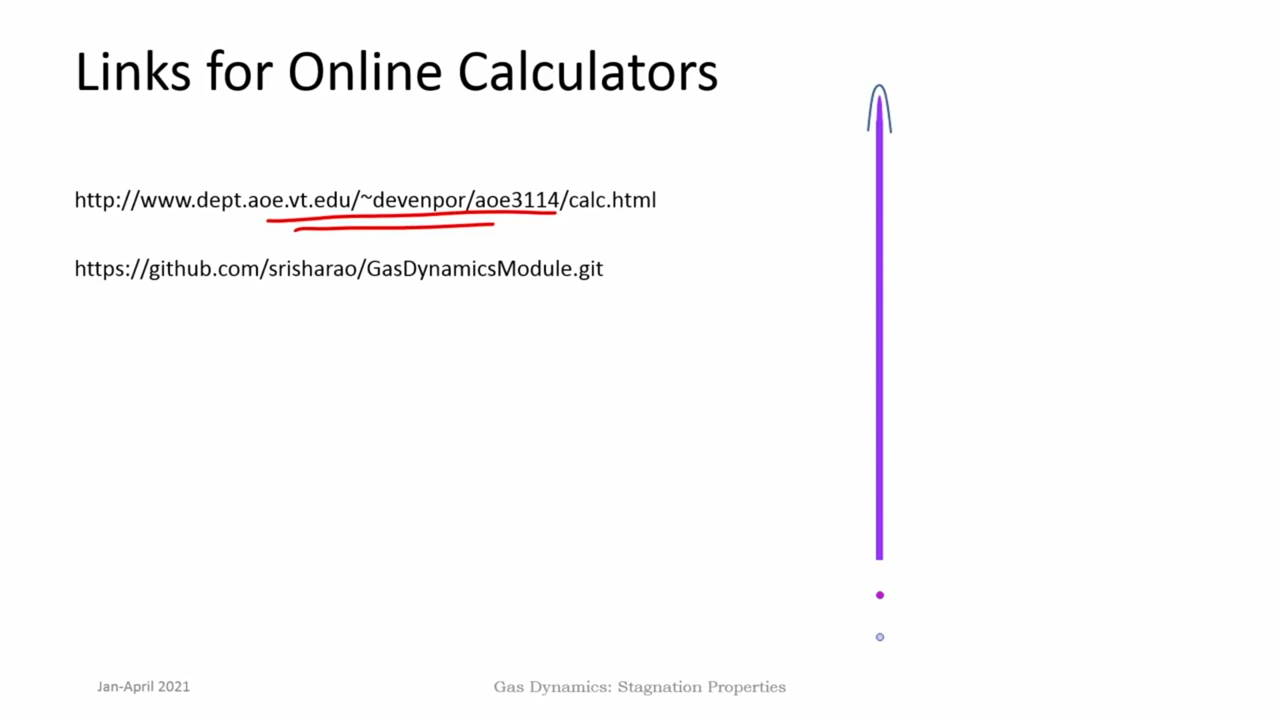 Links for Online Calculators
http://www.dept.aoe.vt.edu/~devenpor/aoe3114/calc.html
https://github.com/srisharao/GasDynamicsModule.git
Jan-April 2021
Gas Dynamics: Stagnation Properties